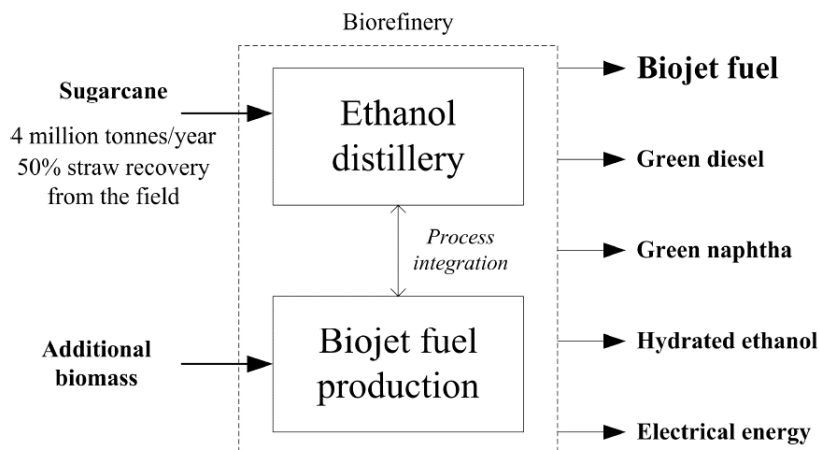 Biorefinery
Sugarcane
4 million tonnes/year
50% straw recovery
from the field
Ethanol
distillery
Process
integration
Additional
biomass
Biojet fuel
production
Biojet fuel
Green diesel
Green naphtha
Hydrated ethanol
Electrical energy